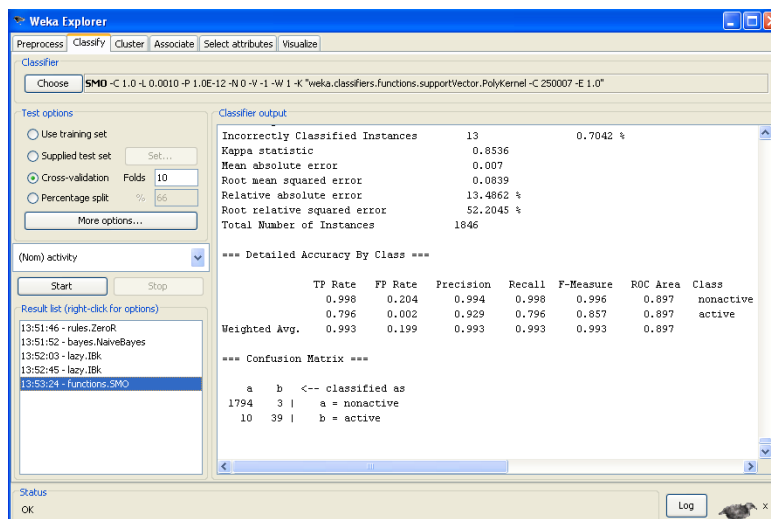 Weka Explorer
Preprocess Classify Cluster Associate Select attributes Visualize
Classifier
Choose SMO -C 1.0 -L 0.0010 -P 1.0E-12 -N 0 -V -1 -W 1 -K "weka.classifiers.functions.supportVector.PolyKernel -C 250007 -E 1.0"
Test options
Use training set
Supplied test set Set...
Cross-validation Folds 10
Percentage split % 66
More options...
(Nom) activity
Start Stop
Result list (right-click for options)
13:51:46 - rules.ZeroR
13:51:52 - bayes.NaiveBayes
13:52:03 - lazy.IBk
13:52:45 - lazy.IBk
13:53:24 - functions.SMO
Classifier output
Incorrectly Classified Instances 13 0.7042 %
Kappa statistic 0.8536
Mean absolute error 0.007
Root mean squared error 0.0839
Relative absolute error 13.4862 %
Root relative squared error 52.2045 %
Total Number of Instances 1846
=== Detailed Accuracy By Class ===
TP Rate FP Rate Precision Recall F-Measure ROC Area Class
0.998 0.204 0.994 0.998 0.996 0.897 nonactive
0.796 0.002 0.929 0.796 0.857 0.897 active
Weighted Avg. 0.993 0.199 0.993 0.993 0.993 0.897
=== Confusion Matrix ===
a b <-- classified as
1794 3 | a = nonactive
10 39 | b = active
Status
OK
Log
x